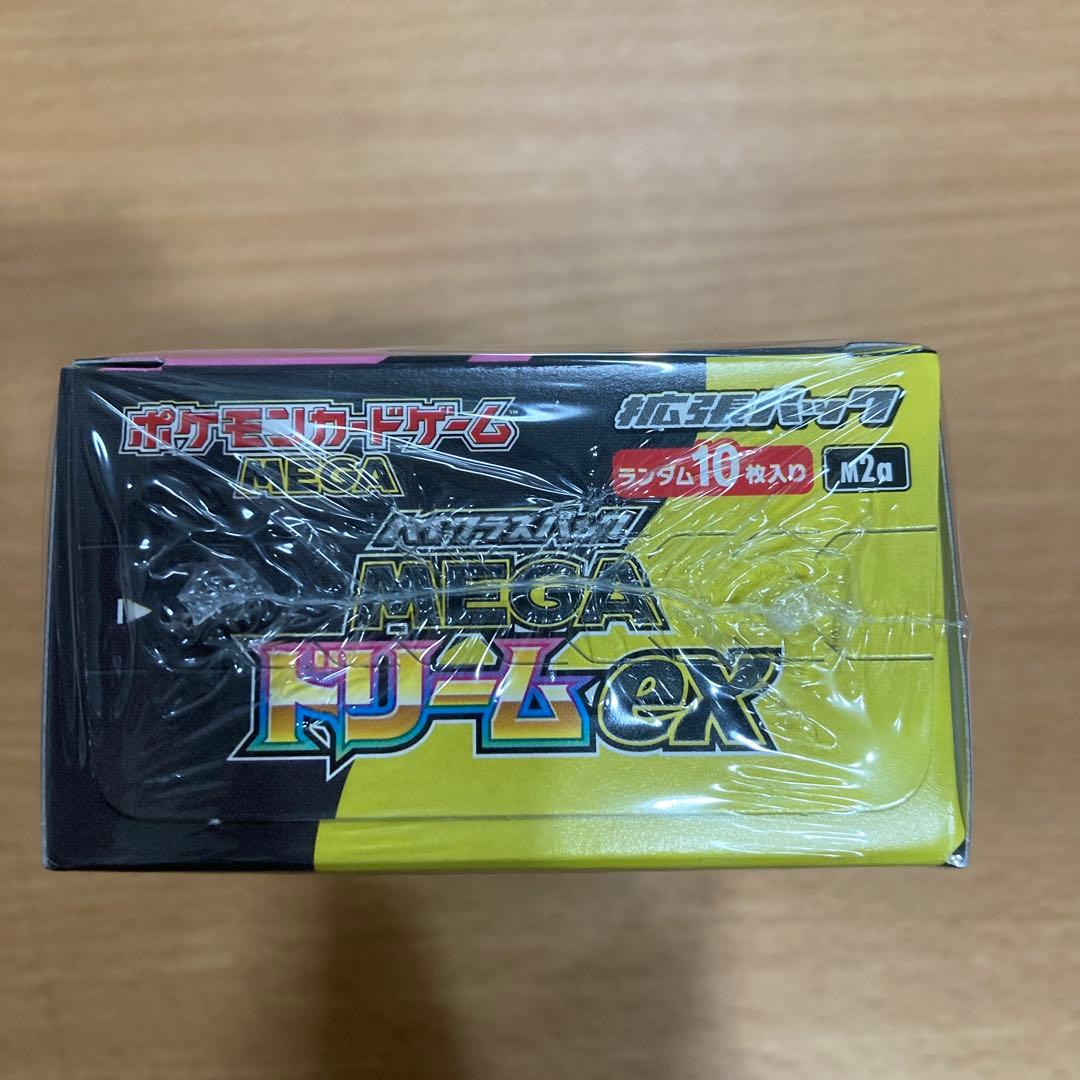 ポケモンカードゲーム™
MEGA
拡張パック
ランダム10枚入り
M2a
ハイクラスパック
MEGA
ドリームex